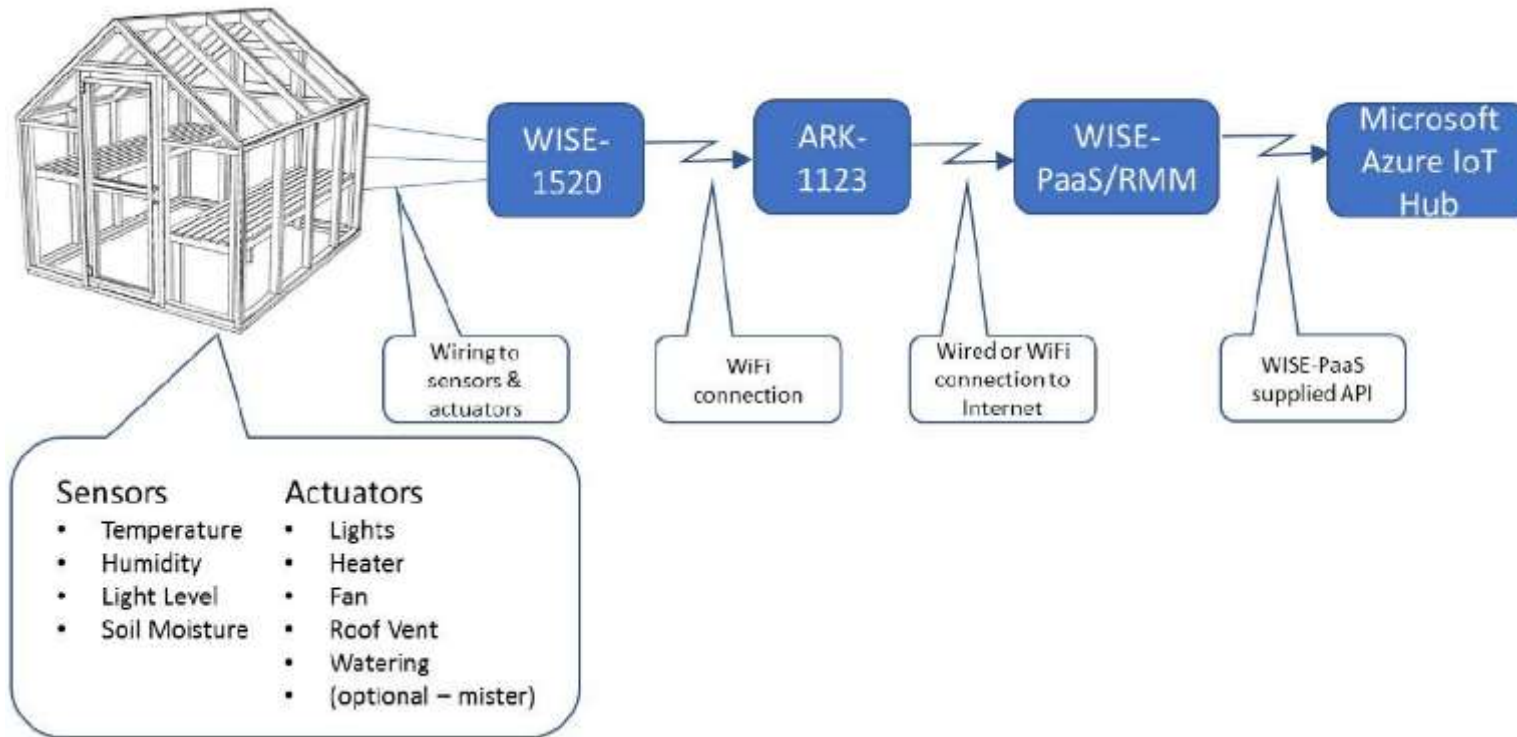 WISE-
1520
ARK-
1123
WISE-
PaaS/RMM
Microsoft
Azure IoT
Hub
Wiring to
sensors &
actuators
WiFi
connection
Wired or WiFi
connection to
Internet
WISE-PaaS
supplied API
Sensors
• Temperature
• Humidity
• Light Level
• Soil Moisture
Actuators
• Lights
• Heater
• Fan
• Roof Vent
• Watering
• (optional – mister)